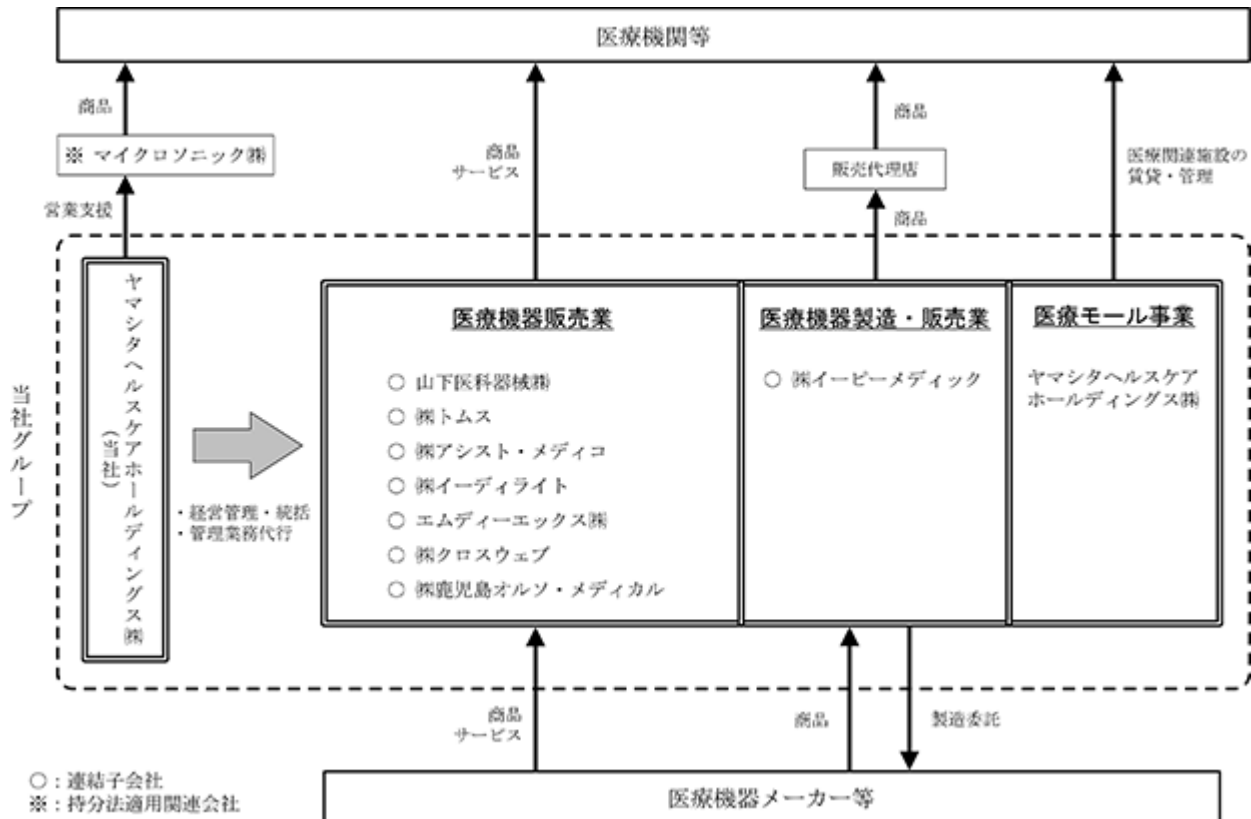 医療機関等
商品
※ マイクロソニック㈱
営業支援
商品
サービス
商品
販売代理店
商品
医療関連施設の
賃貸・管理
当社グループ
ヤマシタヘルスケアホールディングス㈱
（当社）
・経営管理・統括
・管理業務代行
医療機器販売業
○ 山下医科器械㈱
○ ㈱トムス
○ ㈱アシスト・メディコ
○ ㈱イーディライト
○ エムディーエックス㈱
○ ㈱クロスウェブ
○ ㈱鹿児島オルソ・メディカル
医療機器製造・販売業
○ ㈱イーピーメディック
医療モール事業
ヤマシタヘルスケア
ホールディングス㈱
商品
サービス
商品
製造委託
医療機器メーカー等
○：連結子会社
※：持分法適用関連会社